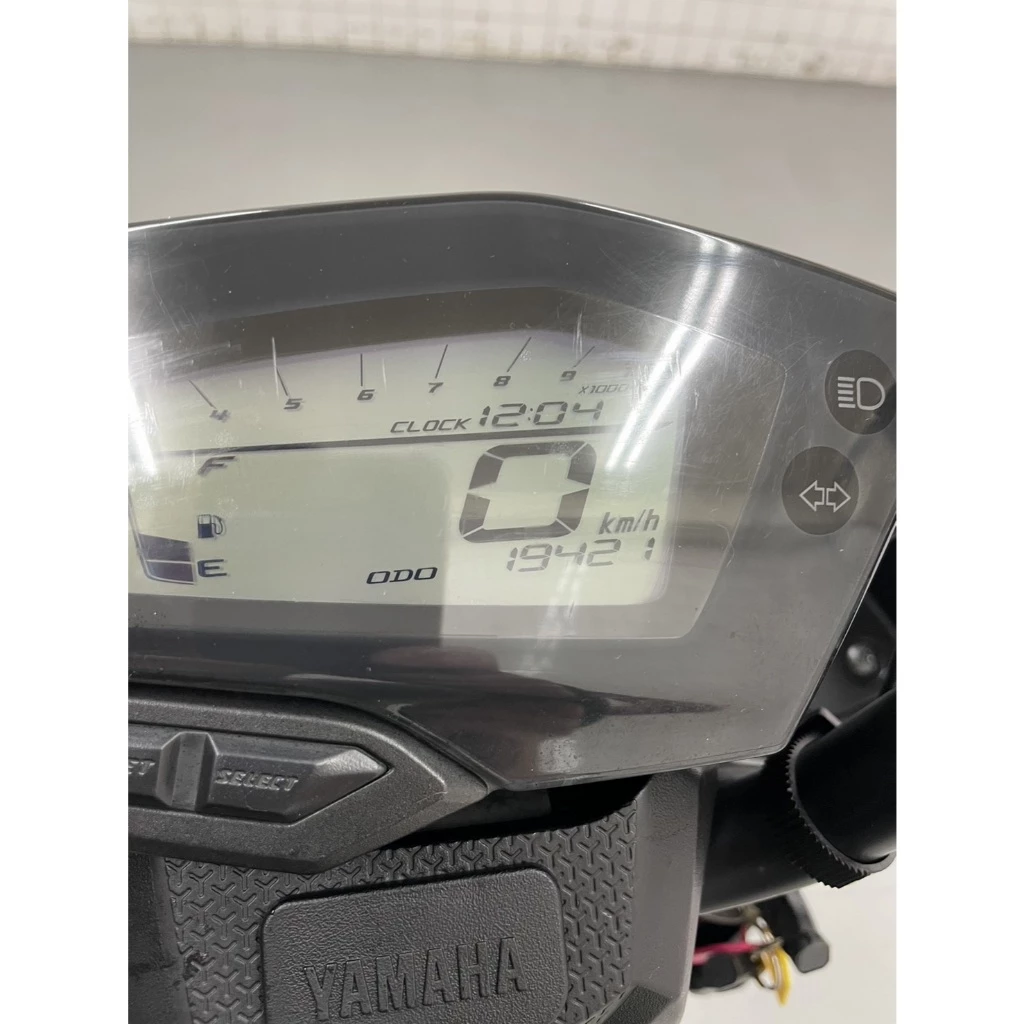 4 5 6 7 8 9
X1000
CLOCK 12:04
F
0 km/h
E
ODO 19421
SELECT
YAMAHA